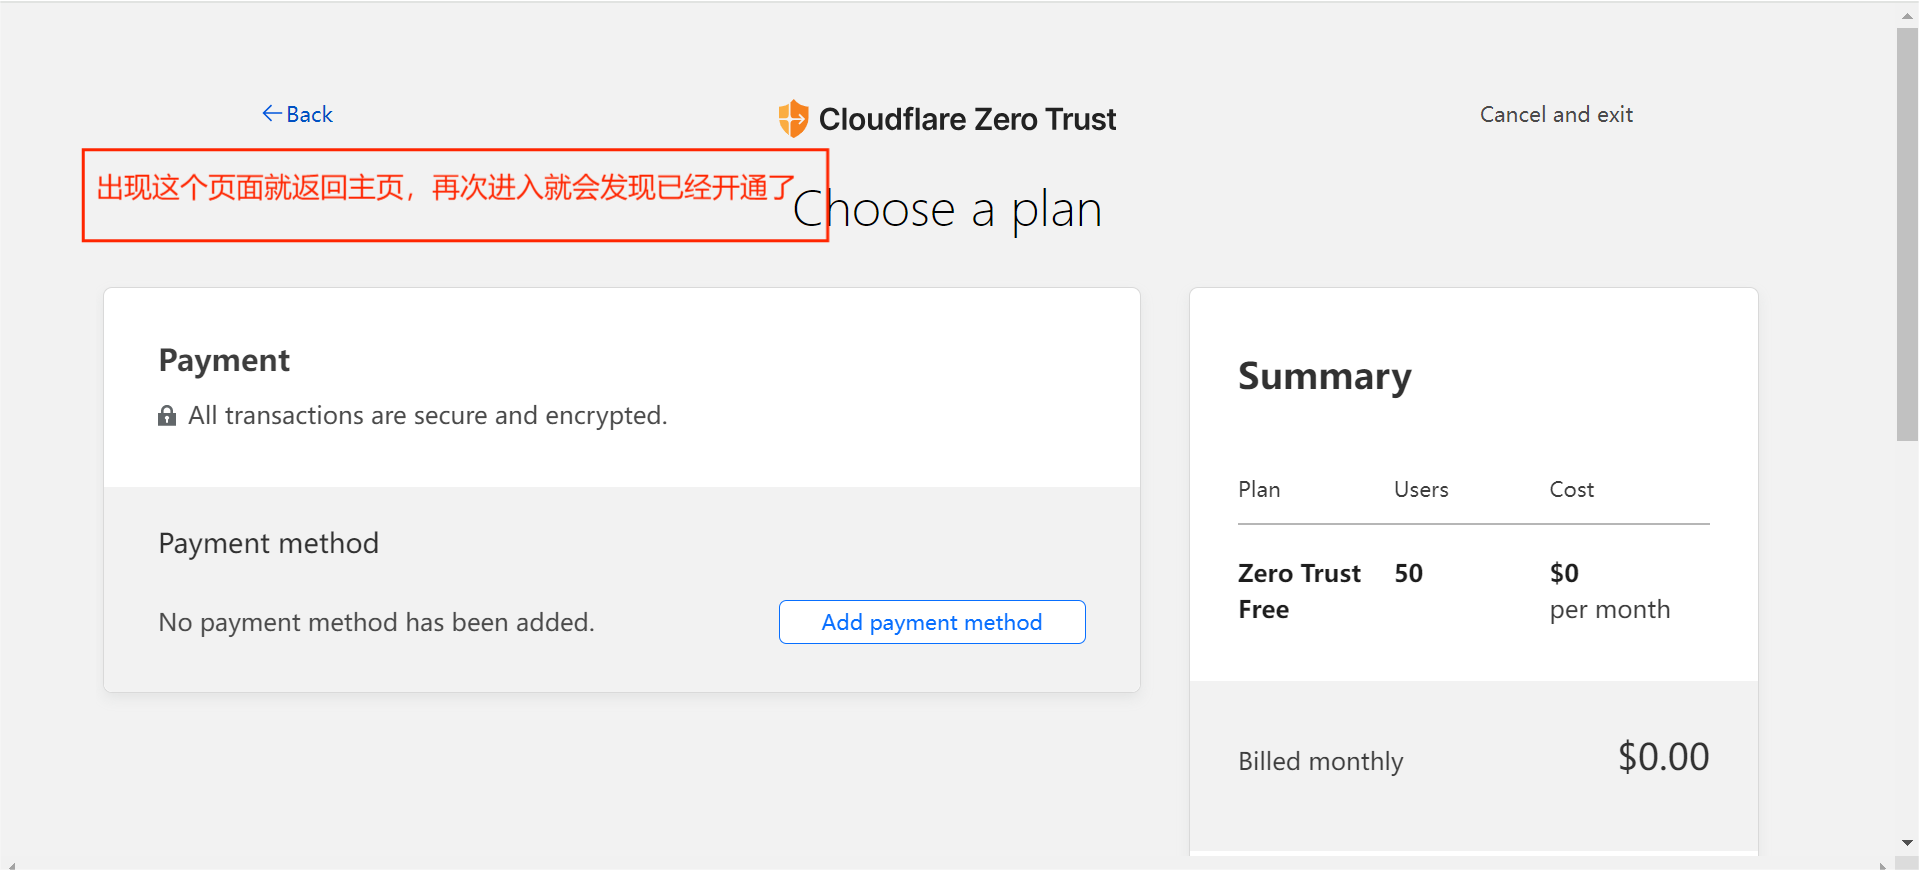 Back
Cloudflare Zero Trust
Cancel and exit
出现这个页面就返回主页，再次进入就会发现已经开通了
Choose a plan
Payment
All transactions are secure and encrypted.
Payment method
No payment method has been added.
Add payment method
Summary
Plan Users Cost
Zero Trust 50 $0
Free per month
Billed monthly $0.00